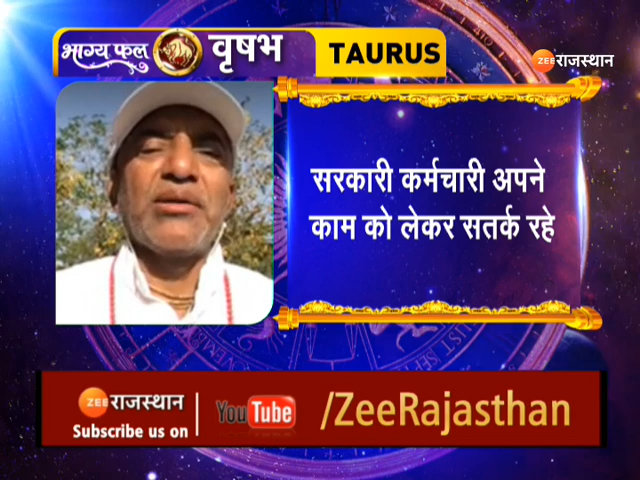 भाग्य फल
वृषभ
TAURUS
ZEE राजस्थान
सरकारी कर्मचारी अपने
काम को लेकर सतर्क रहे
ZEE राजस्थान
Subscribe us on
YouTube
/ZeeRajasthan